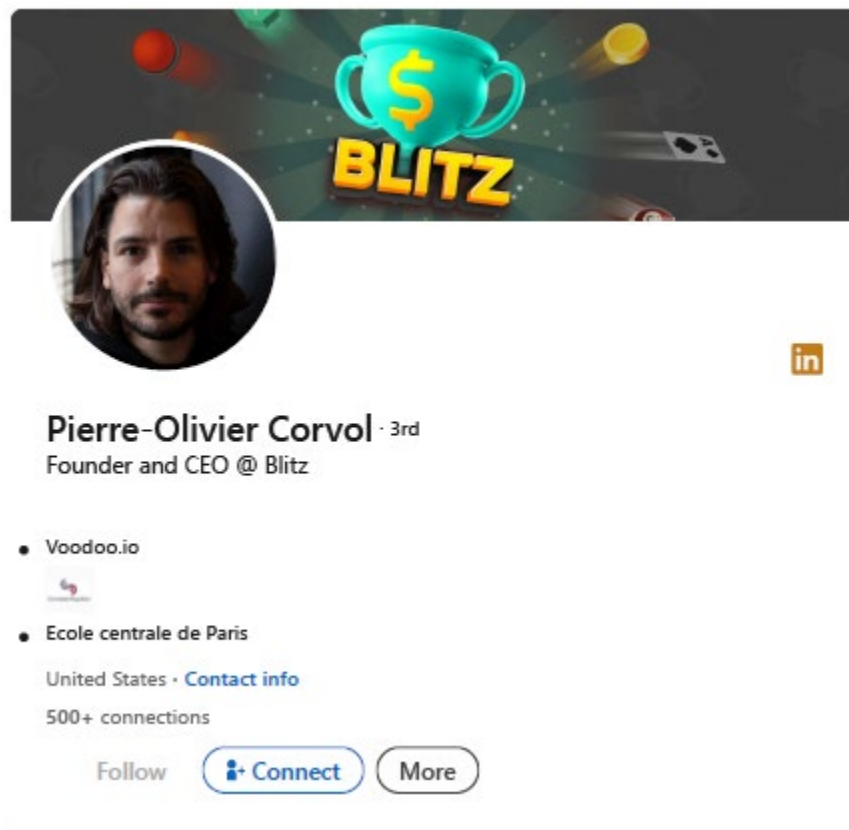 $
BLITZ
A
in
Pierre-Olivier Corvol · 3rd
Founder and CEO @ Blitz
Voodoo.io
Ecole centrale de Paris
United States · Contact info
500+ connections
Follow Connect More